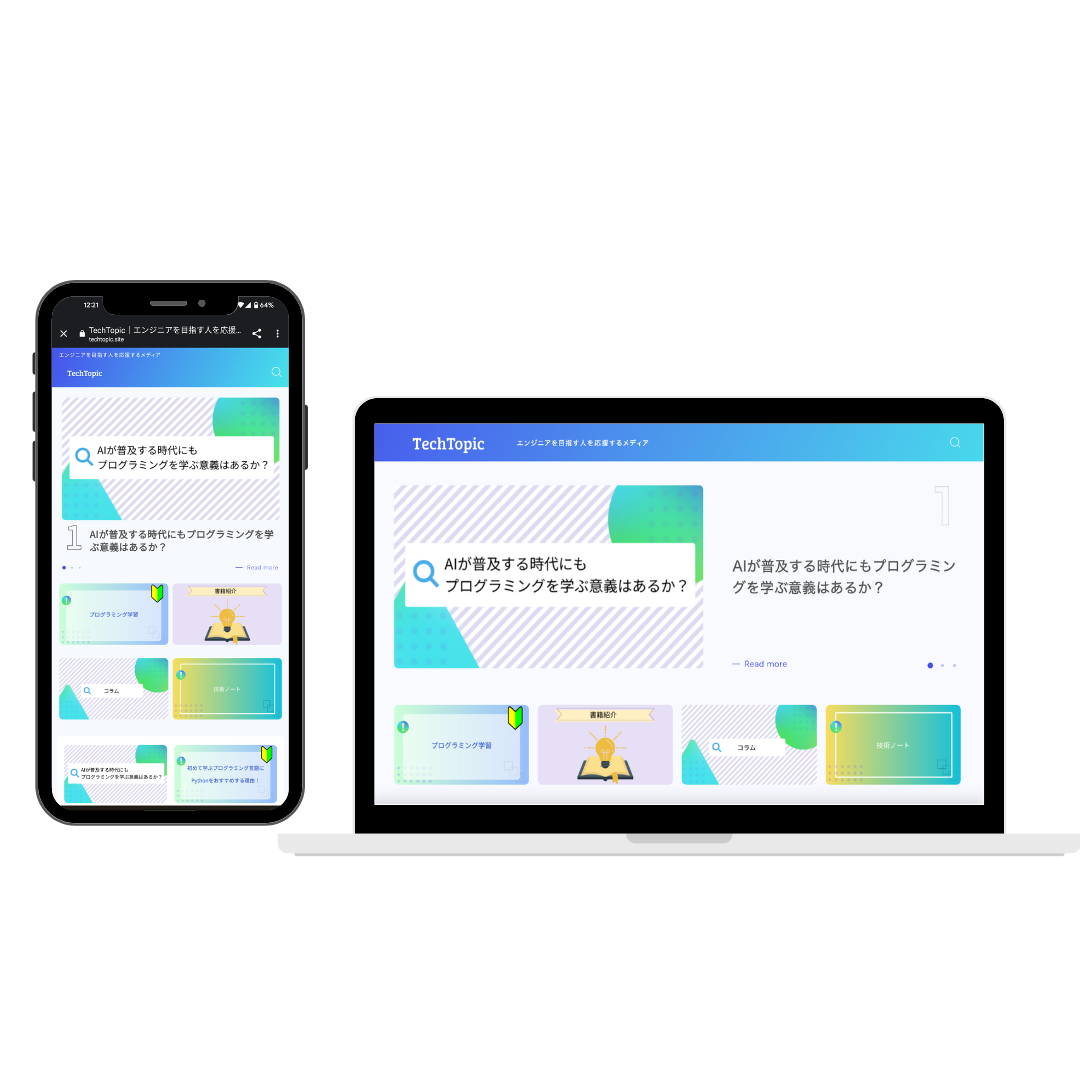 12:21
64%
TechTopic｜エンジニアを目指す人を応援...
techtopic.site
エンジニアを目指す人を応援するメディア
TechTopic
AIが普及する時代にも
プログラミングを学ぶ意義はあるか？
1
AIが普及する時代にもプログラミングを学
ぶ意義はあるか？
Read more
プログラミング学習
書籍紹介
コラム
技術ノート
AIが普及する時代にも
プログラミングを学ぶ意義はあるか？
初めて学ぶプログラミング言語に
Pythonをおすすめする理由！
TechTopic
エンジニアを目指す人を応援するメディア
AIが普及する時代にも
プログラミングを学ぶ意義はあるか？
1
AIが普及する時代にもプログラミン
グを学ぶ意義はあるか？
Read more
プログラミング学習
書籍紹介
コラム
技術ノート